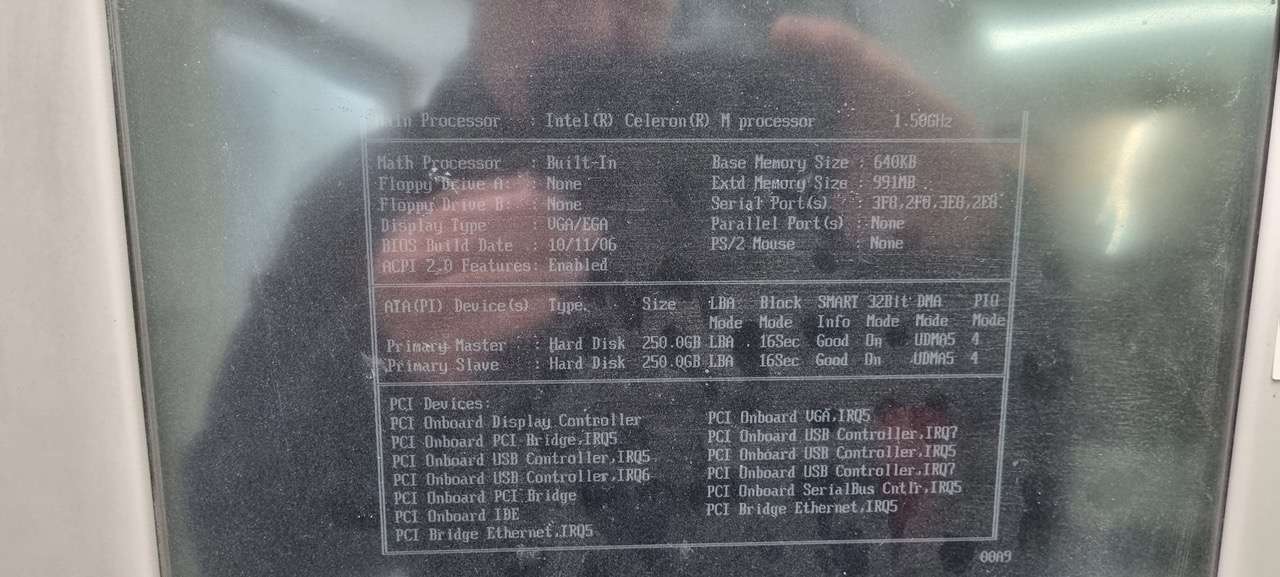 Main Processor : Intel(R) Celeron(R) M processor 1.50GHz
Math Processor : Built-In Base Memory Size : 640KB
Floppy Drive A: : None Extd Memory Size : 991MB
Floppy Drive B: : None Serial Port(s) : 3F8,2F8,3E8,2E8
Display Type : VGA/EGA Parallel Port(s) : None
BIOS Build Date : 10/11/06 PS/2 Mouse : None
ACPI 2.0 Features: Enabled
ATA(PI) Device(s) Type Size LBA Block SMART 32Bit DMA PIO
Mode Mode Info Mode Mode Mode
Primary Master : Hard Disk 250.0GB LBA 16Sec Good On UDMA5 4
Primary Slave : Hard Disk 250.0GB LBA 16Sec Good On UDMA5 4
PCI Devices:
PCI Onboard Display Controller PCI Onboard VGA,IRQ5
PCI Onboard PCI Bridge,IRQ5 PCI Onboard USB Controller,IRQ7
PCI Onboard USB Controller,IRQ5 PCI Onboard USB Controller,IRQ5
PCI Onboard USB Controller,IRQ6 PCI Onboard USB Controller,IRQ7
PCI Onboard PCI Bridge PCI Onboard SerialBus Cntlr,IRQ5
PCI Onboard IDE PCI Bridge Ethernet,IRQ5
PCI Bridge Ethernet,IRQ5
00A9